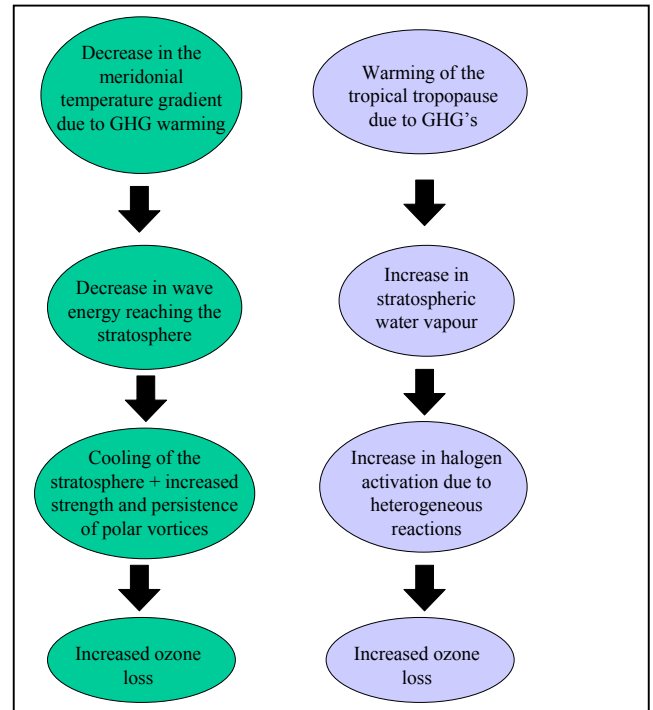 Decrease in the
meridonial
temperature gradient
due to GHG warming
Decrease in wave
energy reaching the
stratosphere
Cooling of the
stratosphere + increased
strength and persistence
of polar vortices
Increased ozone
loss
Warming of the
tropical tropopause
due to GHG's
Increase in
stratospheric
water vapour
Increase in halogen
activation due to
heterogeneous
reactions
Increased ozone
loss